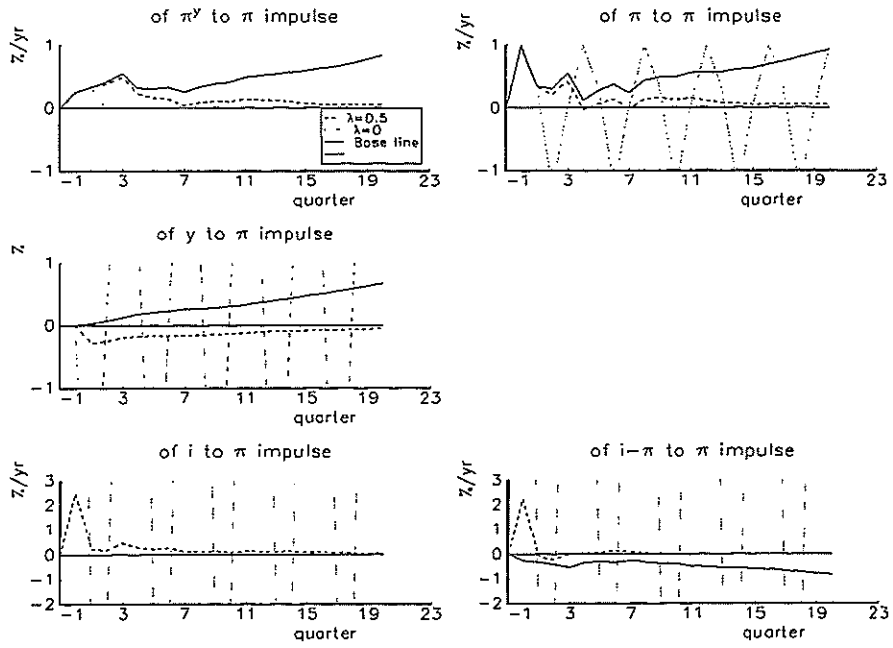 of πʸ to π impulse
%/yr
1
0
-1
-1 3 7 11 15 19 23
quarter
λ=0.5
λ=0
Base line
of π to π impulse
%/yr
1
0
-1
-1 3 7 11 15 19 23
quarter
of y to π impulse
%
1
0
-1
-1 3 7 11 15 19 23
quarter
of i to π impulse
%/yr
3
2
1
0
-1
-2
-1 3 7 11 15 19 23
quarter
of i-π to π impulse
%/yr
3
2
1
0
-1
-2
-1 3 7 11 15 19 23
quarter